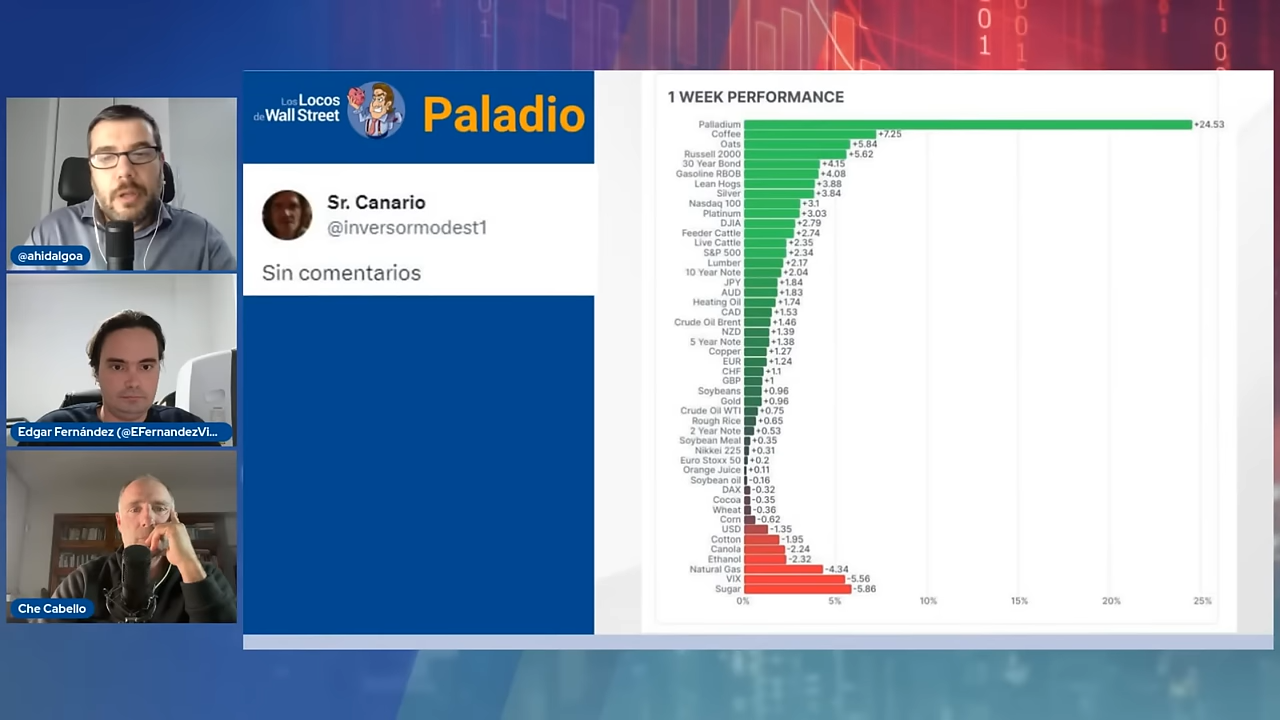 @ahidalgoa
Edgar Fernández (@EFernandezVi...
Che Cabello
Los Locos
de Wall Street
Paladio
Sr. Canario
@inversormodest1
Sin comentarios
1 WEEK PERFORMANCE
Palladium +24.53
Coffee +7.25
Oats +5.84
Russell 2000 +5.62
30 Year Bond +4.15
Gasoline RBOB +4.08
Lean Hogs +3.88
Silver +3.84
Nasdaq 100 +3.1
Platinum +3.03
DJIA +2.79
Feeder Cattle +2.74
Live Cattle +2.35
S&P 500 +2.34
Lumber +2.17
10 Year Note +2.04
JPY +1.84
AUD +1.83
Heating Oil +1.74
CAD +1.53
Crude Oil Brent +1.46
NZD +1.39
5 Year Note +1.38
Copper +1.27
EUR +1.24
CHF +1.1
GBP +1
Soybeans +0.96
Gold +0.96
Crude Oil WTI +0.75
Rough Rice +0.65
2 Year Note +0.53
Soybean Meal +0.35
Nikkei 225 +0.31
Euro Stoxx 50 +0.2
Orange Juice +0.11
Soybean oil -0.16
DAX -0.32
Cocoa -0.35
Wheat -0.36
Corn -0.62
USD -1.35
Cotton -1.95
Canola -2.24
Ethanol -2.32
Natural Gas -4.34
VIX -5.56
Sugar -5.86
0% 5% 10% 15% 20% 25%